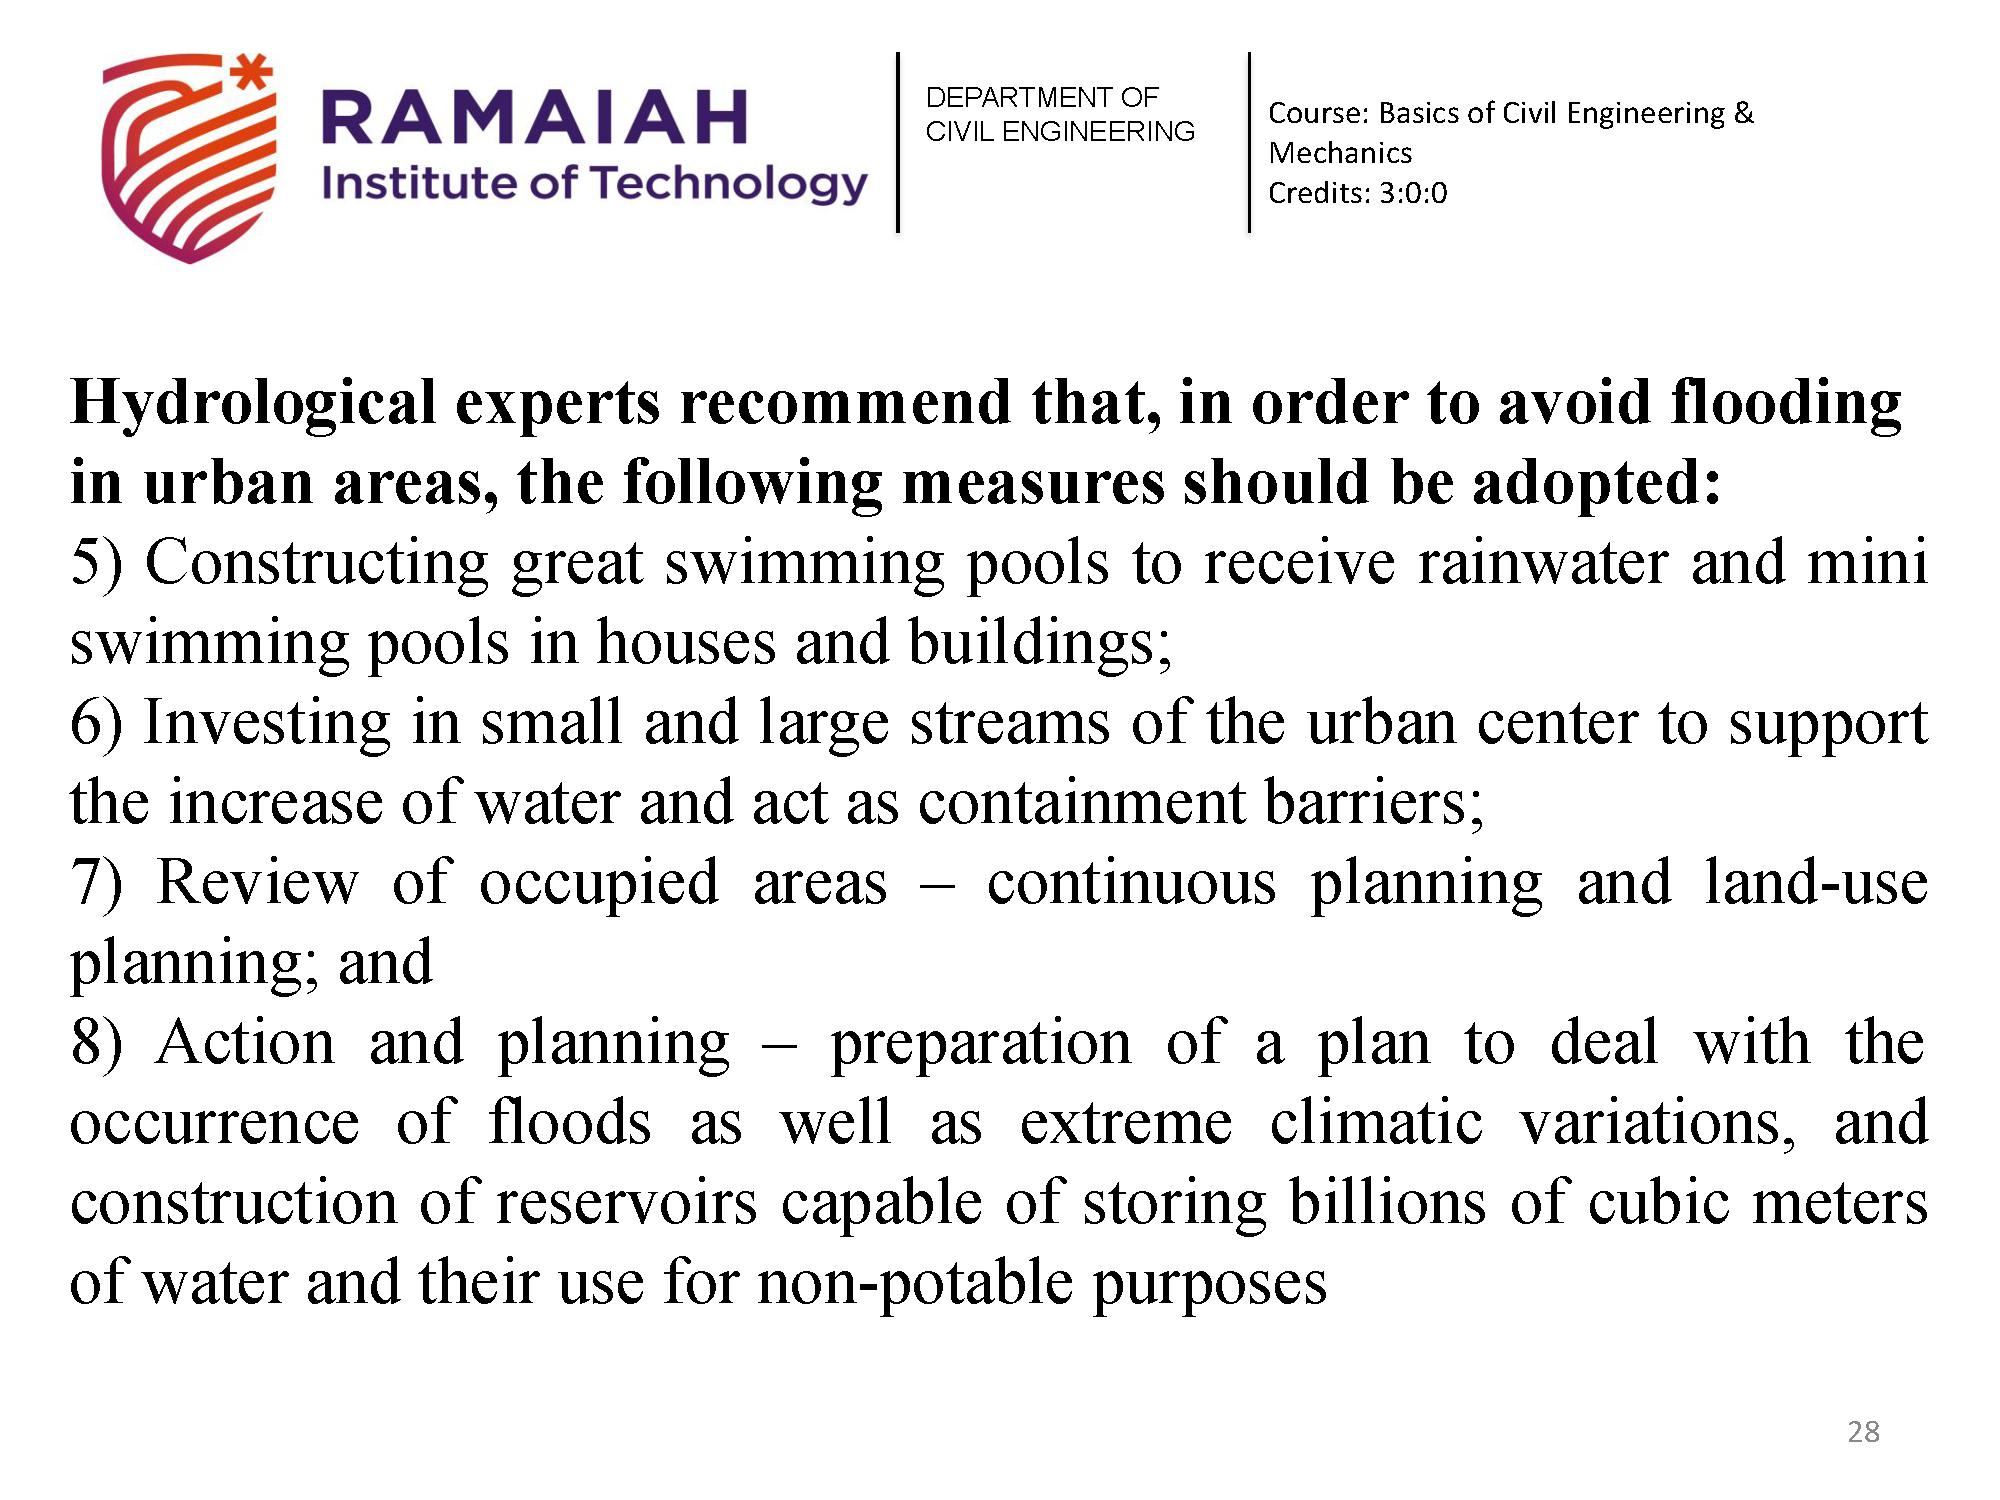 RAMAIAH
Institute of Technology
DEPARTMENT OF
CIVIL ENGINEERING
Course: Basics of Civil Engineering &
Mechanics
Credits: 3:0:0
Hydrological experts recommend that, in order to avoid flooding
in urban areas, the following measures should be adopted:
5) Constructing great swimming pools to receive rainwater and mini
swimming pools in houses and buildings;
6) Investing in small and large streams of the urban center to support
the increase of water and act as containment barriers;
7) Review of occupied areas – continuous planning and land-use
planning; and
8) Action and planning – preparation of a plan to deal with the
occurrence of floods as well as extreme climatic variations, and
construction of reservoirs capable of storing billions of cubic meters
of water and their use for non-potable purposes
28